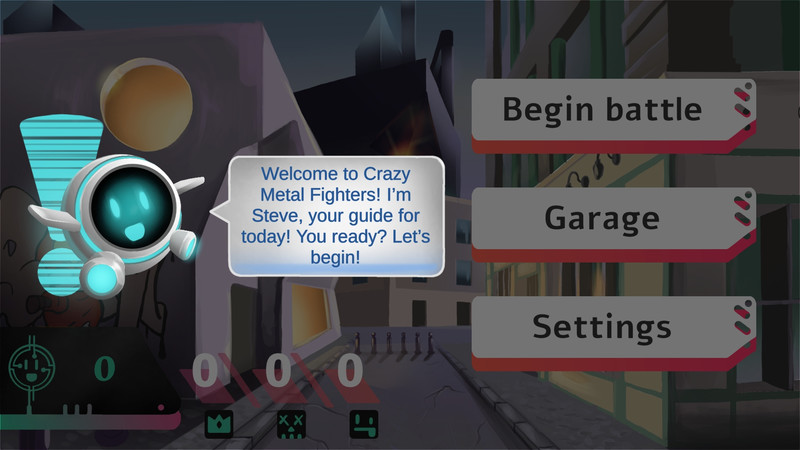 Welcome to Crazy
Metal Fighters! I'm
Steve, your guide for
today! You ready? Let's
begin!
Begin battle
Garage
Settings
0
0 0 0